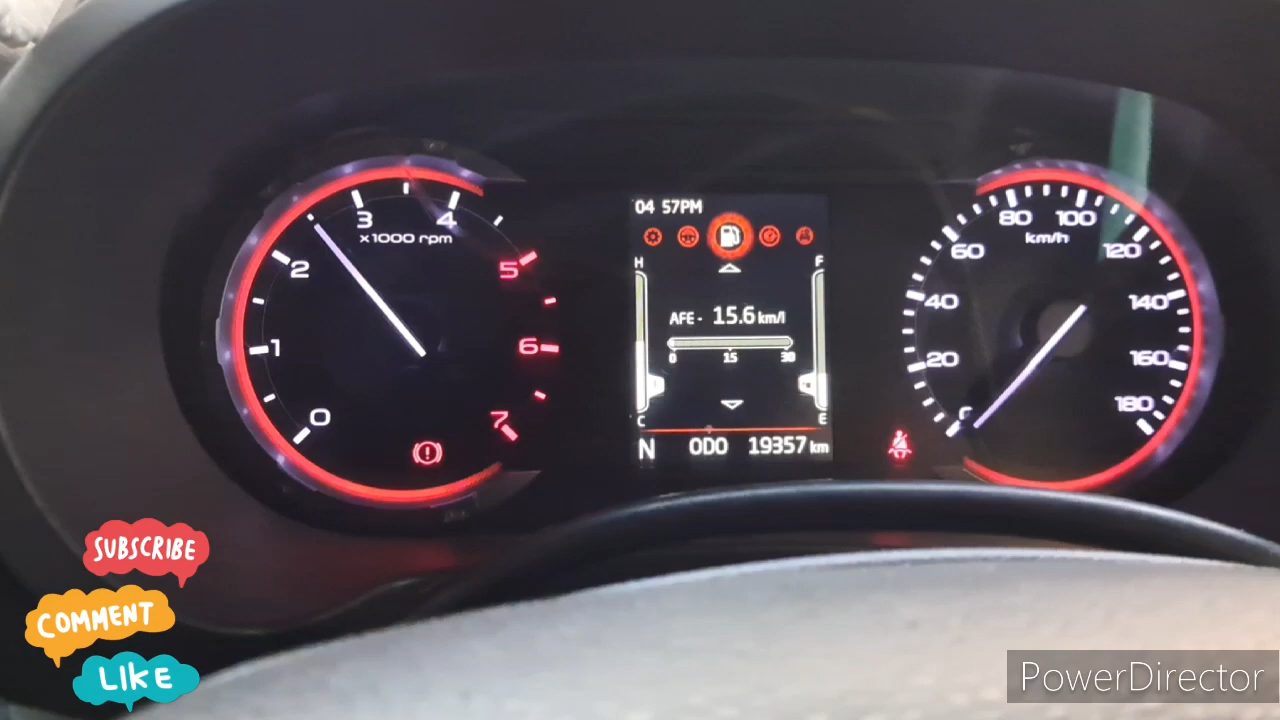 04 57PM
3
4
x1000 rpm
2
5
1
6
0
7
H
F
AFE - 15.6 km/l
0 15 30
C
E
N ODO 19357 km
80
100
km/h
60
120
40
140
20
160
180
SUBSCRIBE
COMMENT
LIKE
PowerDirector